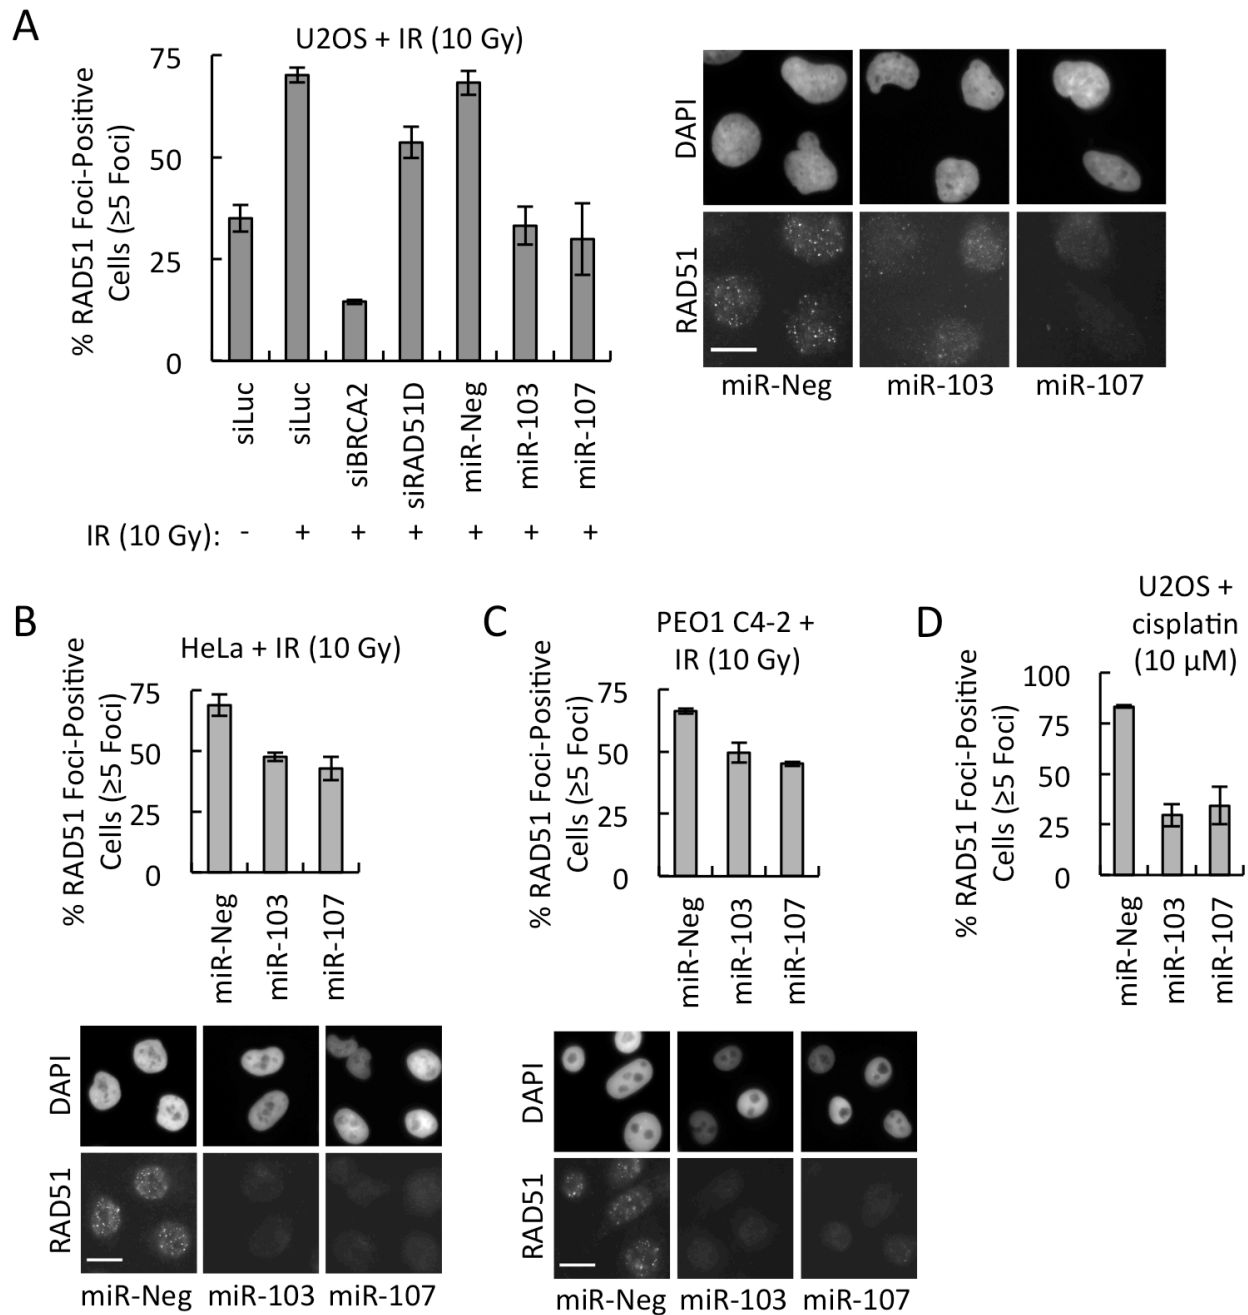 A
U2OS + IR (10 Gy)
% RAD51 Foci-Positive
Cells (≥5 Foci)
75
50
25
0
siLuc
siLuc
siBRCA2
siRAD51D
miR-Neg
miR-103
miR-107
IR (10 Gy): - + + + + + +
DAPI
RAD51
miR-Neg
miR-103
miR-107
B
HeLa + IR (10 Gy)
% RAD51 Foci-Positive
Cells (≥5 Foci)
75
50
25
0
miR-Neg
miR-103
miR-107
DAPI
RAD51
miR-Neg
miR-103
miR-107
C
PEO1 C4-2 +
IR (10 Gy)
% RAD51 Foci-Positive
Cells (≥5 Foci)
75
50
25
0
miR-Neg
miR-103
miR-107
DAPI
RAD51
miR-Neg
miR-103
miR-107
D
U2OS +
cisplatin
(10 μM)
% RAD51 Foci-Positive
Cells (≥5 Foci)
100
75
50
25
0
miR-Neg
miR-103
miR-107